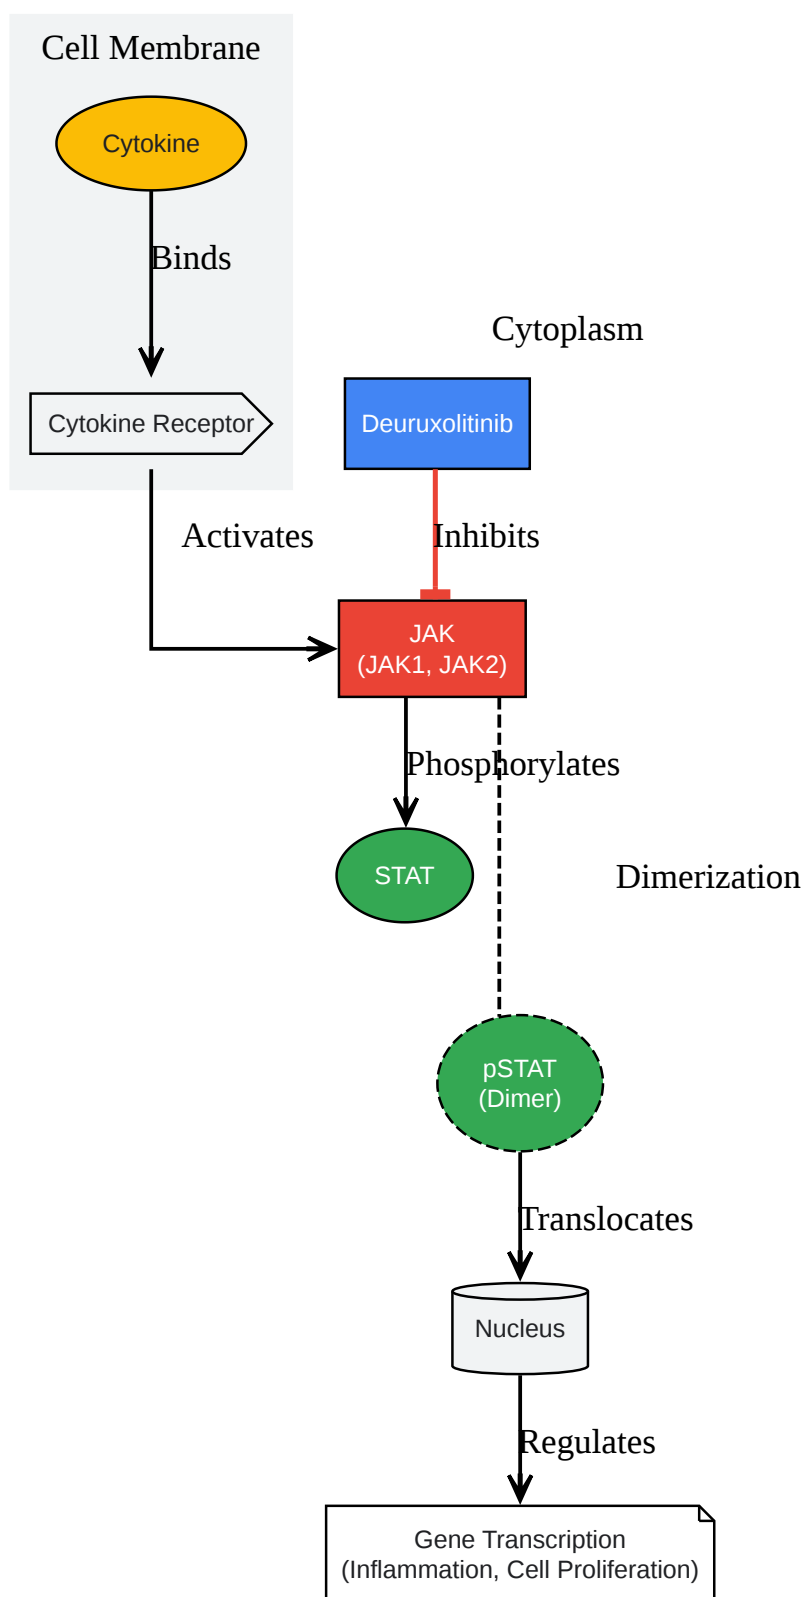 Cell Membrane
Cytokine
Binds
Cytoplasm
Cytokine Receptor
Deuruxolitinib
Activates
Inhibits
JAK
(JAK1, JAK2)
Phosphorylates
STAT
Dimerization
pSTAT
(Dimer)
Translocates
Nucleus
Regulates
Gene Transcription
(Inflammation, Cell Proliferation)